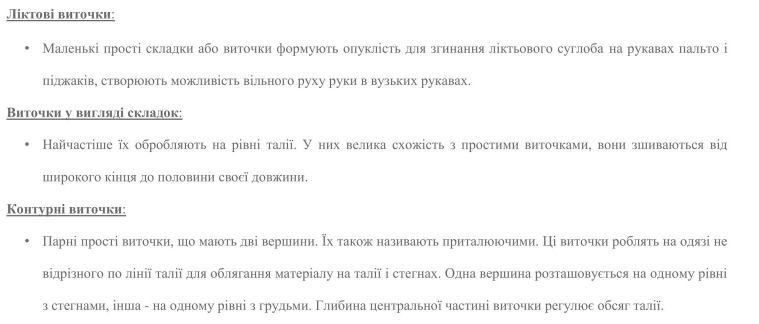 Ліктові виточки:
• Маленькі прості складки або виточки формують опуклість для згинання ліктьового суглоба на рукавах пальто і
піджаків, створюють можливість вільного руху руки в вузьких рукавах.
Виточки у вигляді складок:
• Найчастіше їх обробляють на рівні талії. У них велика схожість з простими виточками, вони зшиваються від
широкого кінця до половини своєї довжини.
Контурні виточки:
• Парні прості виточки, що мають дві вершини. Їх також називають приталюючими. Ці виточки роблять на одязі не
відрізного по лінії талії для облягання матеріалу на талії і стегнах. Одна вершина розташовується на одному рівні
з стегнами, інша - на одному рівні з грудьми. Глибина центральної частині виточки регулює обсяг талії.